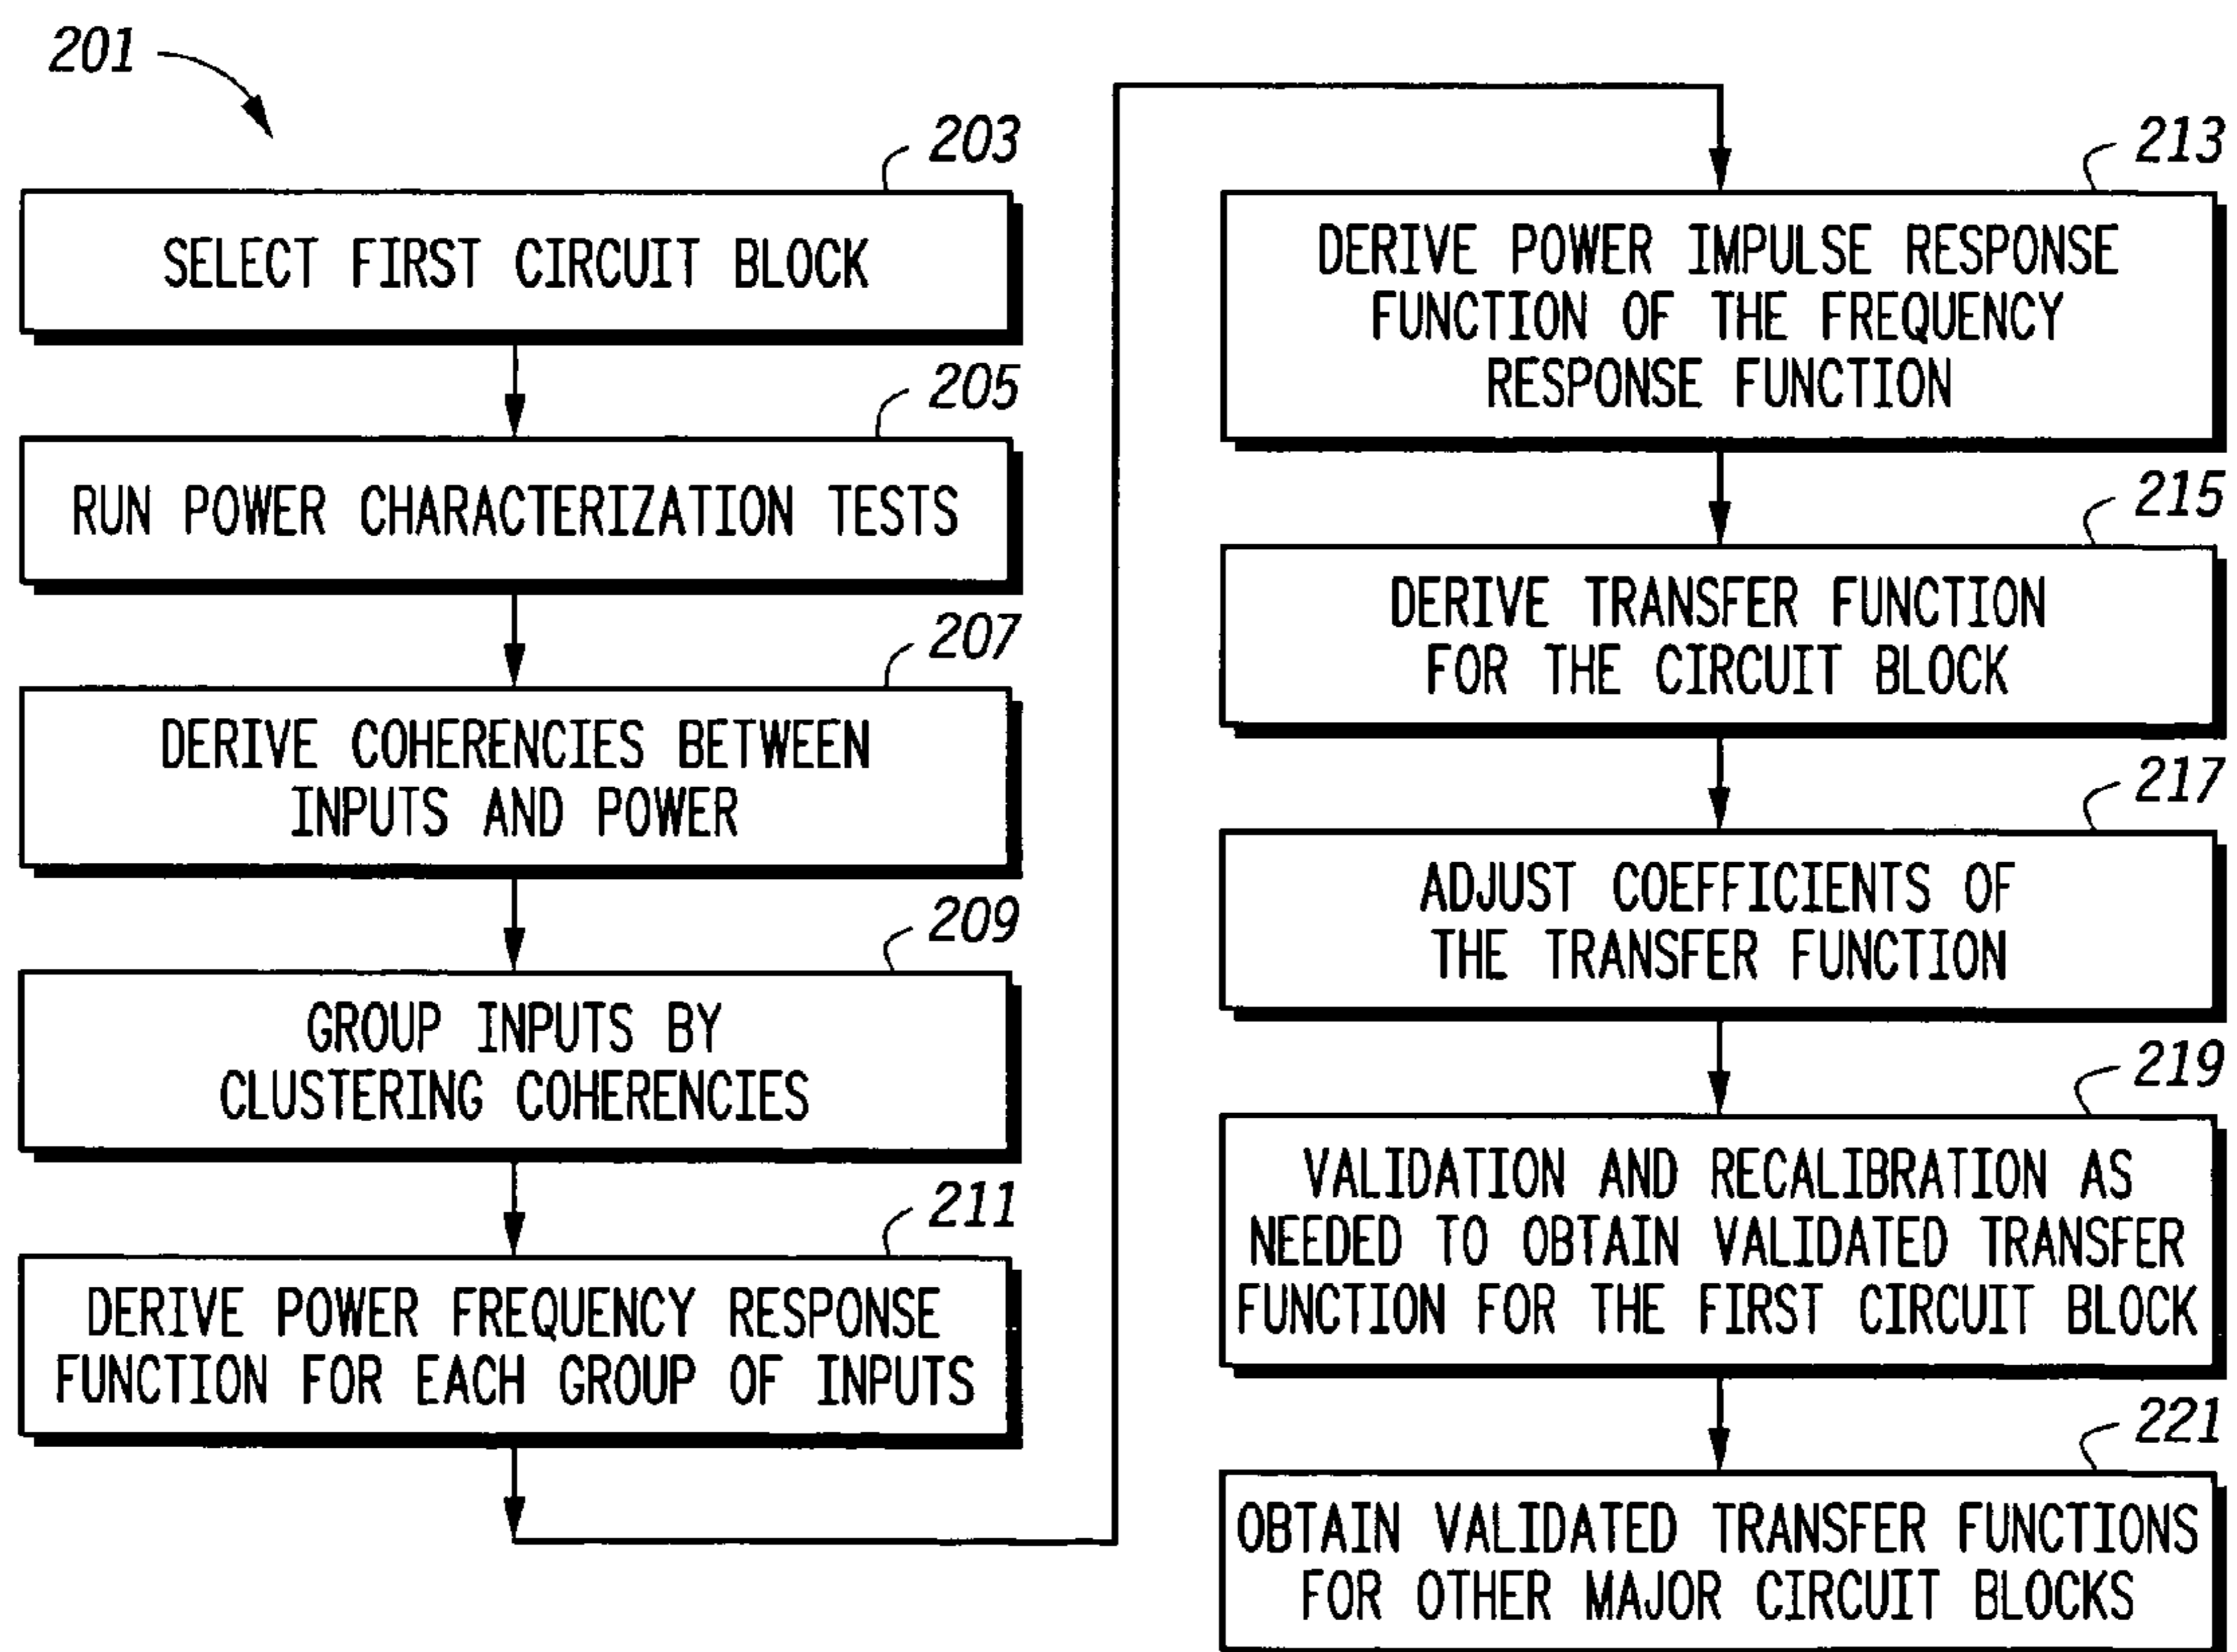 201
203
SELECT FIRST CIRCUIT BLOCK
205
RUN POWER CHARACTERIZATION TESTS
207
DERIVE COHERENCIES BETWEEN
INPUTS AND POWER
209
GROUP INPUTS BY
CLUSTERING COHERENCIES
211
DERIVE POWER FREQUENCY RESPONSE
FUNCTION FOR EACH GROUP OF INPUTS
213
DERIVE POWER IMPULSE RESPONSE
FUNCTION OF THE FREQUENCY
RESPONSE FUNCTION
215
DERIVE TRANSFER FUNCTION
FOR THE CIRCUIT BLOCK
217
ADJUST COEFFICIENTS OF
THE TRANSFER FUNCTION
219
VALIDATION AND RECALIBRATION AS
NEEDED TO OBTAIN VALIDATED TRANSFER
FUNCTION FOR THE FIRST CIRCUIT BLOCK
221
OBTAIN VALIDATED TRANSFER FUNCTIONS
FOR OTHER MAJOR CIRCUIT BLOCKS